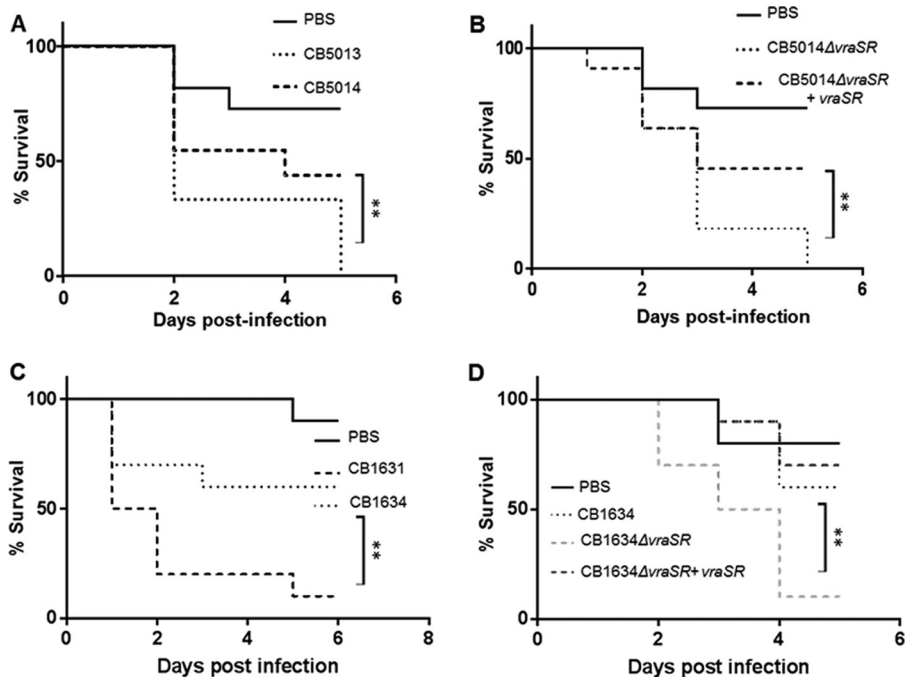 A
PBS
CB5013
CB5014
% Survival
100
50
0
0 2 4 6
**
Days post-infection
B
PBS
CB5014ΔvraSR
CB5014ΔvraSR
+ vraSR
% Survival
100
50
0
0 2 4 6
**
Days post-infection
C
% Survival
100
50
0
PBS
CB1631
CB1634
**
0 2 4 6 8
Days post infection
D
% Survival
100
50
0
PBS
CB1634
CB1634ΔvraSR
CB1634ΔvraSR+vraSR
**
0 2 4 6
Days post infection